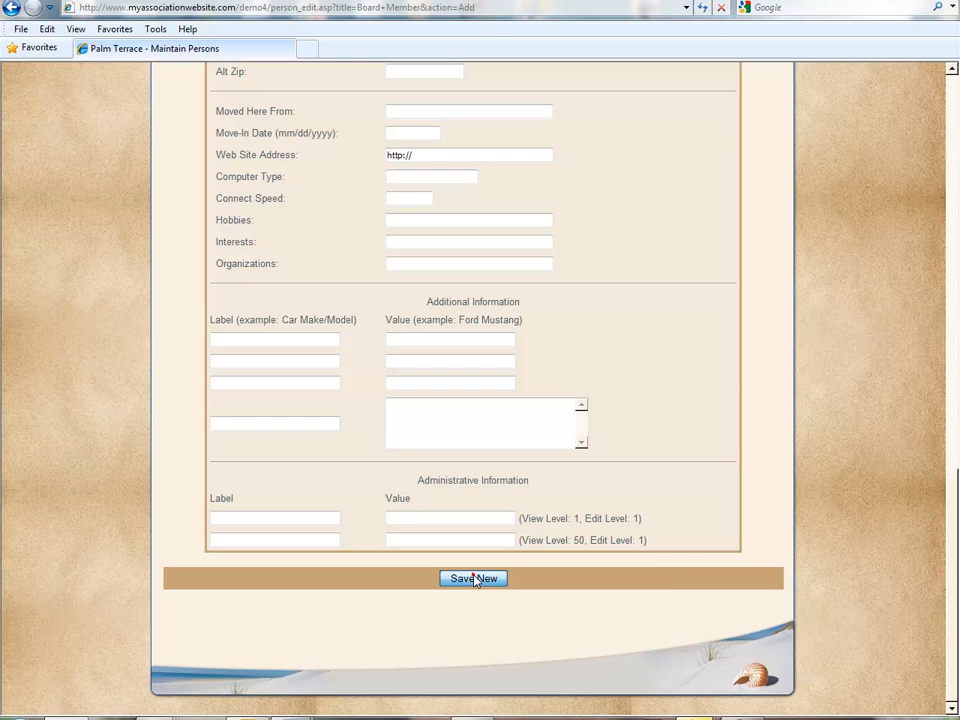 http://www.myassociationwebsite.com/demo4/person_edit.asp?title=Board+Member&action=Add
Google
File Edit View Favorites Tools Help
Favorites
Palm Terrace - Maintain Persons
Alt Zip:
Moved Here From:
Move-In Date (mm/dd/yyyy):
Web Site Address: http://
Computer Type:
Connect Speed:
Hobbies:
Interests:
Organizations:
Additional Information
Label (example: Car Make/Model) Value (example: Ford Mustang)
Administrative Information
Label Value
(View Level: 1, Edit Level: 1)
(View Level: 50, Edit Level: 1)
Save New